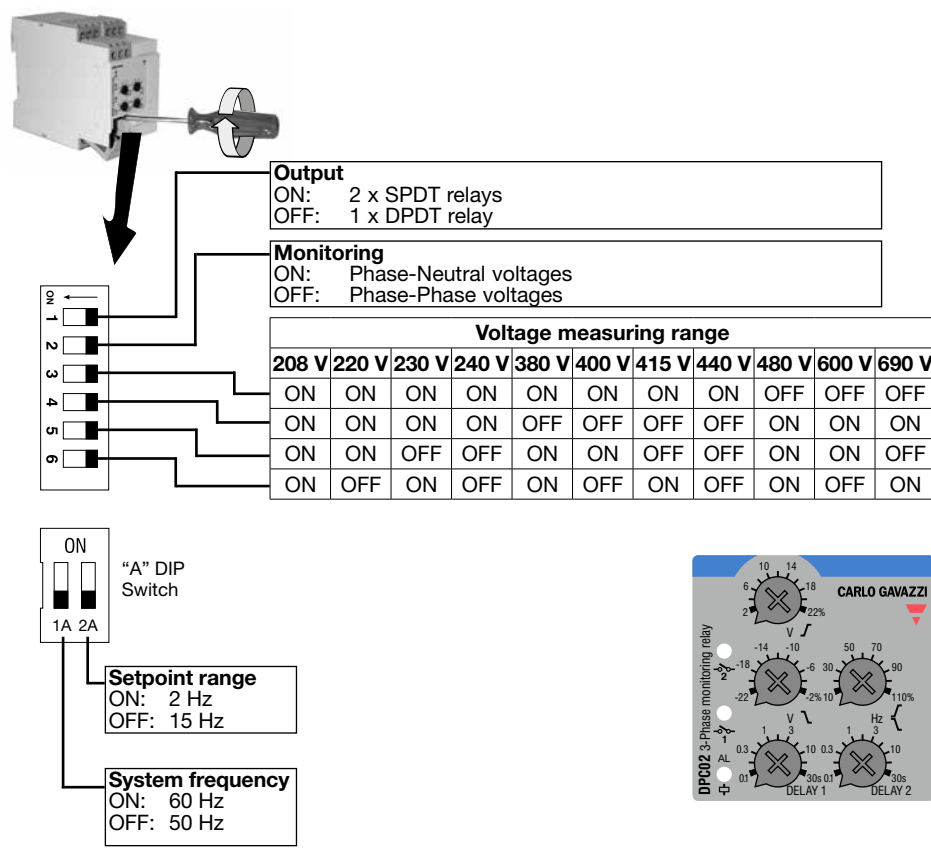 Output
ON: 2 x SPDT relays
OFF: 1 x DPDT relay
Monitoring
ON: Phase-Neutral voltages
OFF: Phase-Phase voltages
ON
1
2
3
4
5
6
Voltage measuring range
208 V 220 V 230 V 240 V 380 V 400 V 415 V 440 V 480 V 600 V 690 V
ON ON ON ON ON ON ON ON OFF OFF OFF
ON ON ON ON OFF OFF OFF OFF ON ON ON
ON ON OFF OFF ON ON OFF OFF ON ON OFF
ON OFF ON OFF ON OFF ON OFF ON OFF ON
ON
1A 2A
"A" DIP
Switch
Setpoint range
ON: 2 Hz
OFF: 15 Hz
System frequency
ON: 60 Hz
OFF: 50 Hz
CARLO GAVAZZI
DPC02 3-Phase monitoring relay
2 6 10 14 18 22%
V
-22 -18 -14 -10 -6 -2%
V
10 30 50 70 90 110%
Hz
2
1
AL
0.1 0.3 1 3 10 30s
DELAY 1
0.1 0.3 1 3 10 30s
DELAY 2